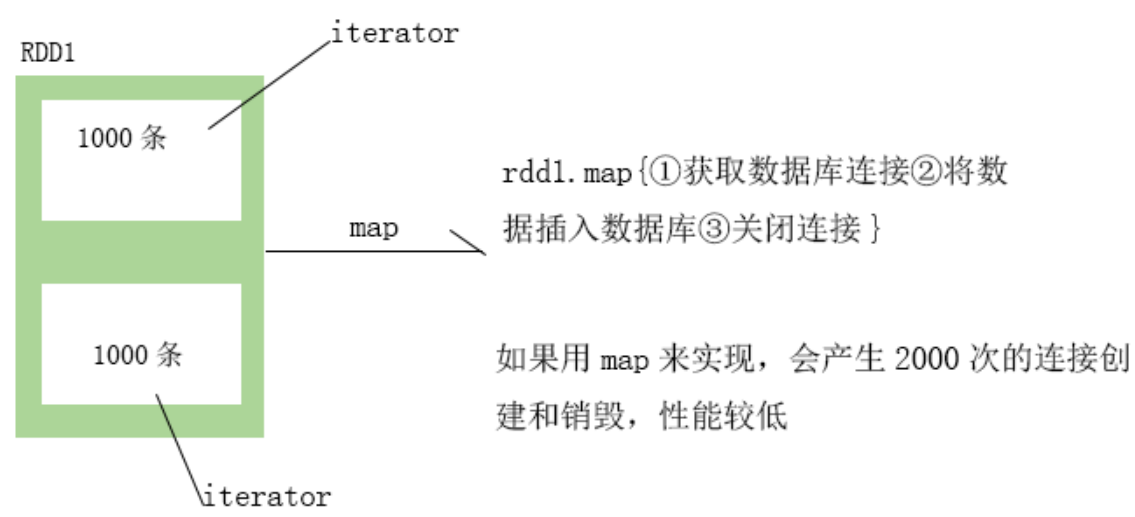 iterator
RDD1
1000 条
rdd1.map{①获取数据库连接②将数
据插入数据库③关闭连接}
map
1000 条
如果用 map 来实现，会产生 2000 次的连接创
建和销毁，性能较低
iterator